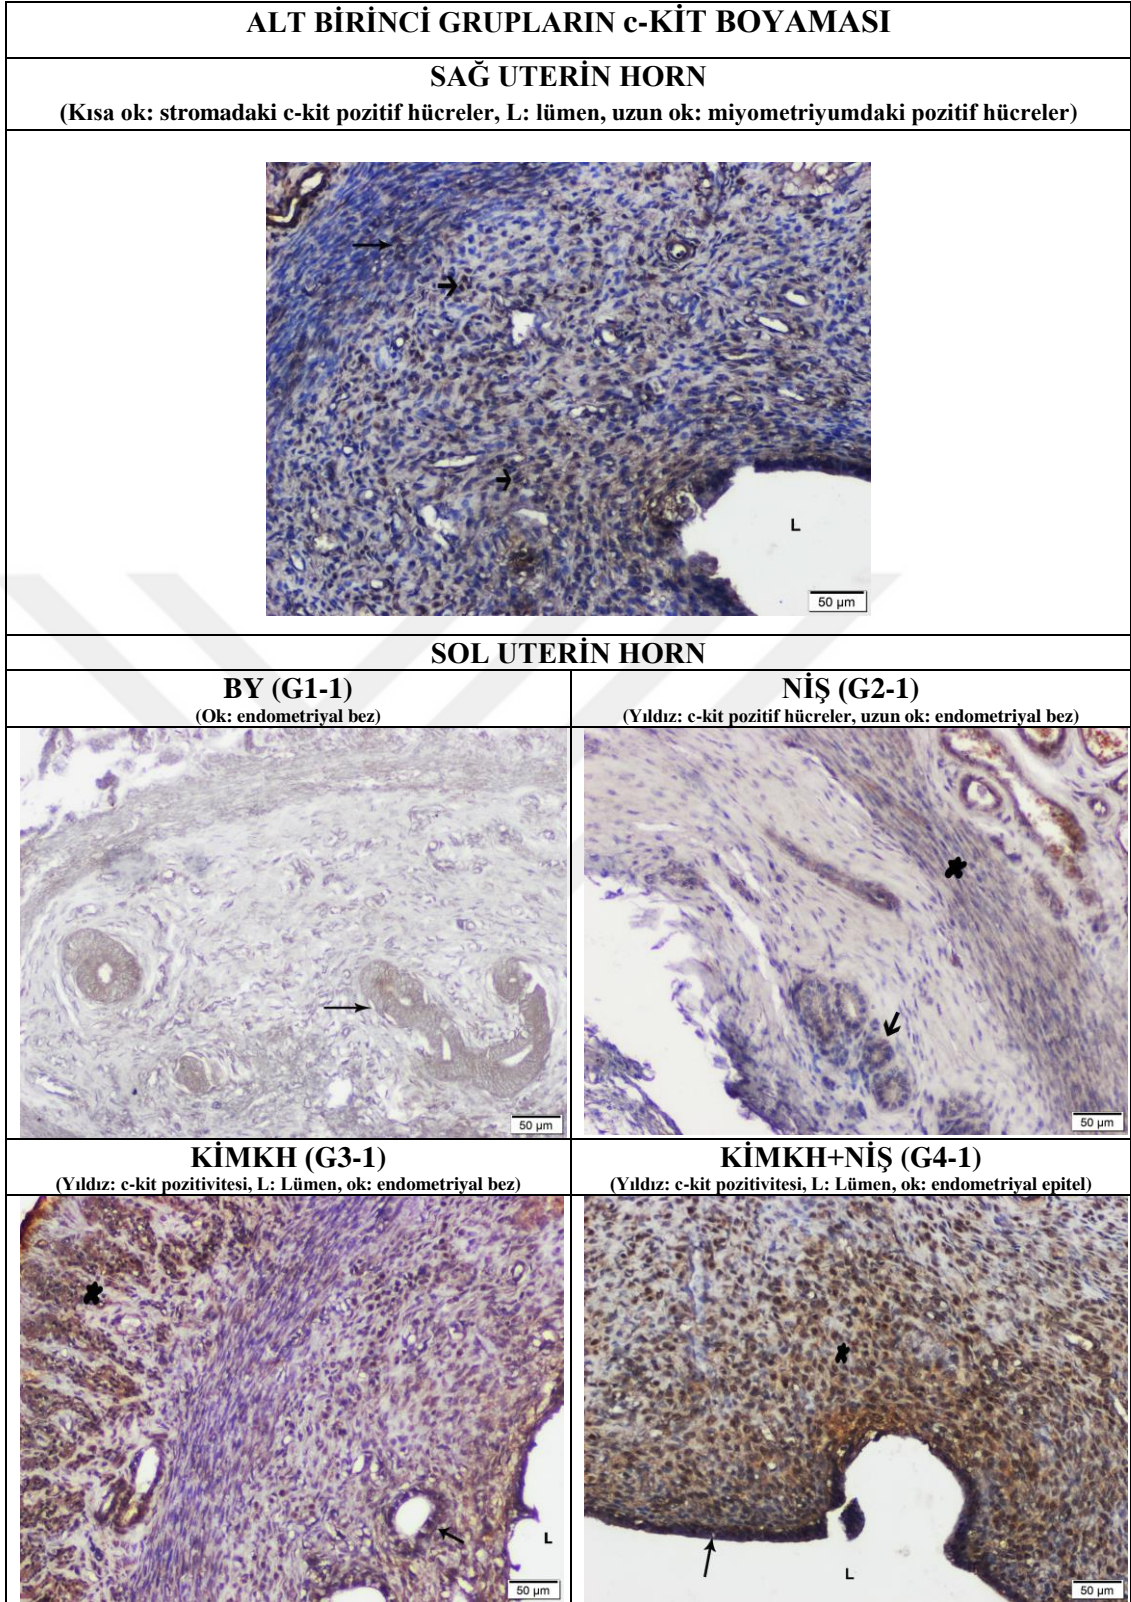 ALT BİRİNCİ GRUPLARIN c-KİT BOYAMASI
SAĞ UTERİN HORN
(Kısa ok: stromadaki c-kit pozitif hücreler, L: lümen, uzun ok: miyometriyumdaki pozitif hücreler)
L
50 µm
SOL UTERİN HORN
BY (G1-1)
(Ok: endometriyal bez)
NİŞ (G2-1)
(Yıldız: c-kit pozitif hücreler, uzun ok: endometriyal bez)
50 µm
50 µm
KİMKH (G3-1)
(Yıldız: c-kit pozitivitesi, L: Lümen, ok: endometriyal bez)
KİMKH+NİŞ (G4-1)
(Yıldız: c-kit pozitivitesi, L: Lümen, ok: endometriyal epitel)
L
50 µm
L
50 µm